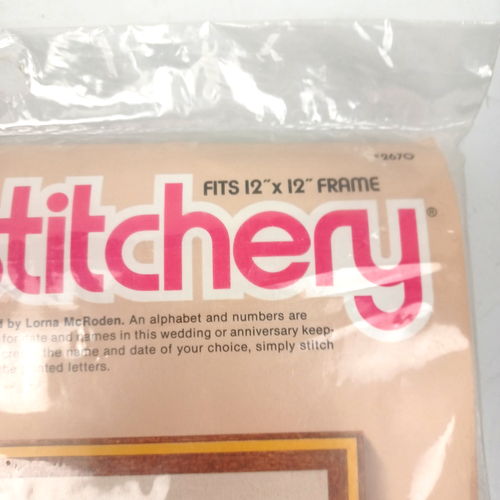 #2670
FITS 12" x 12" FRAME
stitchery®
by Lorna McRoden. An alphabet and numbers are
for date and names in this wedding or anniversary keep-
the name and date of your choice, simply stitch
letters.